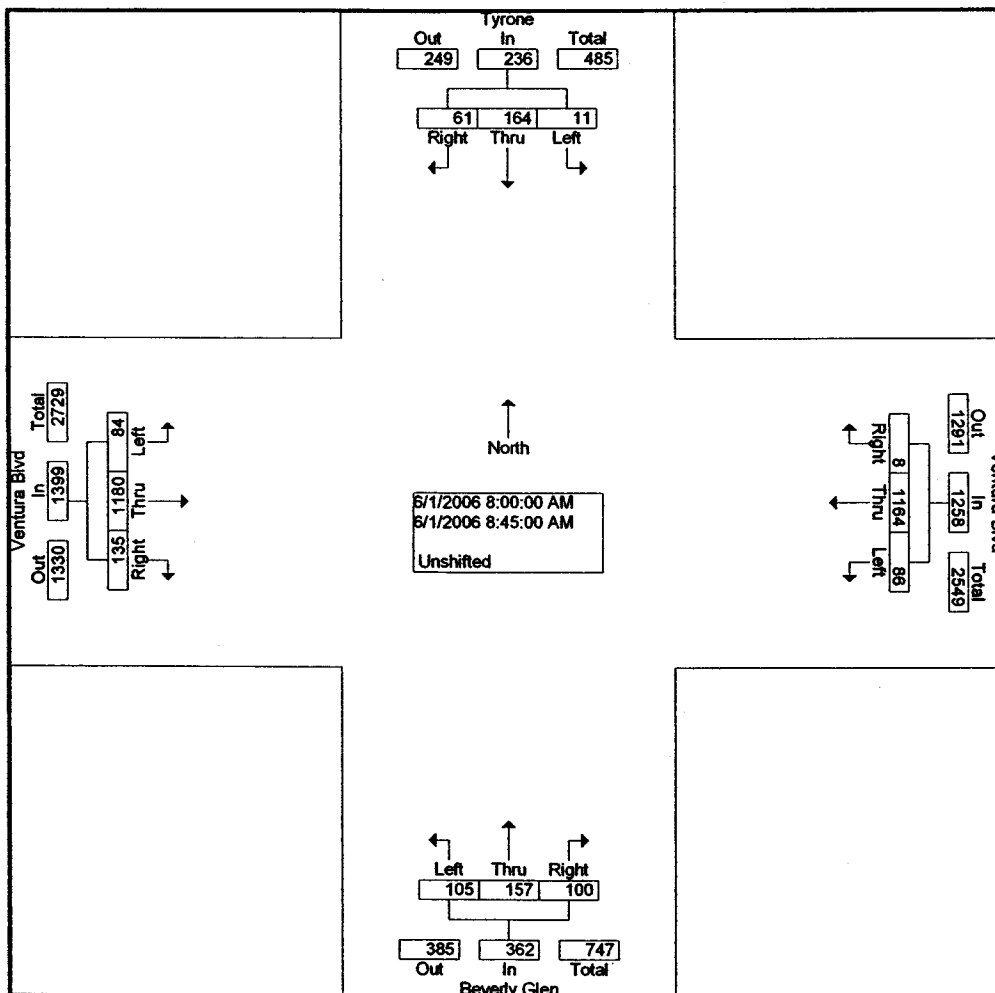 Tyrone
Out In Total
249 236 485
61 164 11
Right Thru Left
Ventura Blvd
Total In Out
2729 1399 1330
84 1180 135
Left Thru Right
North
6/1/2006 8:00:00 AM
6/1/2006 8:45:00 AM
Unshifted
Right Thru Left
8 1164 86
1291 1258 2549
Out In Total
Left Thru Right
105 157 100
385 362 747
Out In Total
Beverly Glen